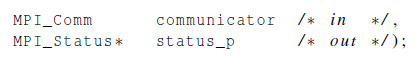 MPI_Comm communicator /* in */,
MPI_Status* status_p /* out */);